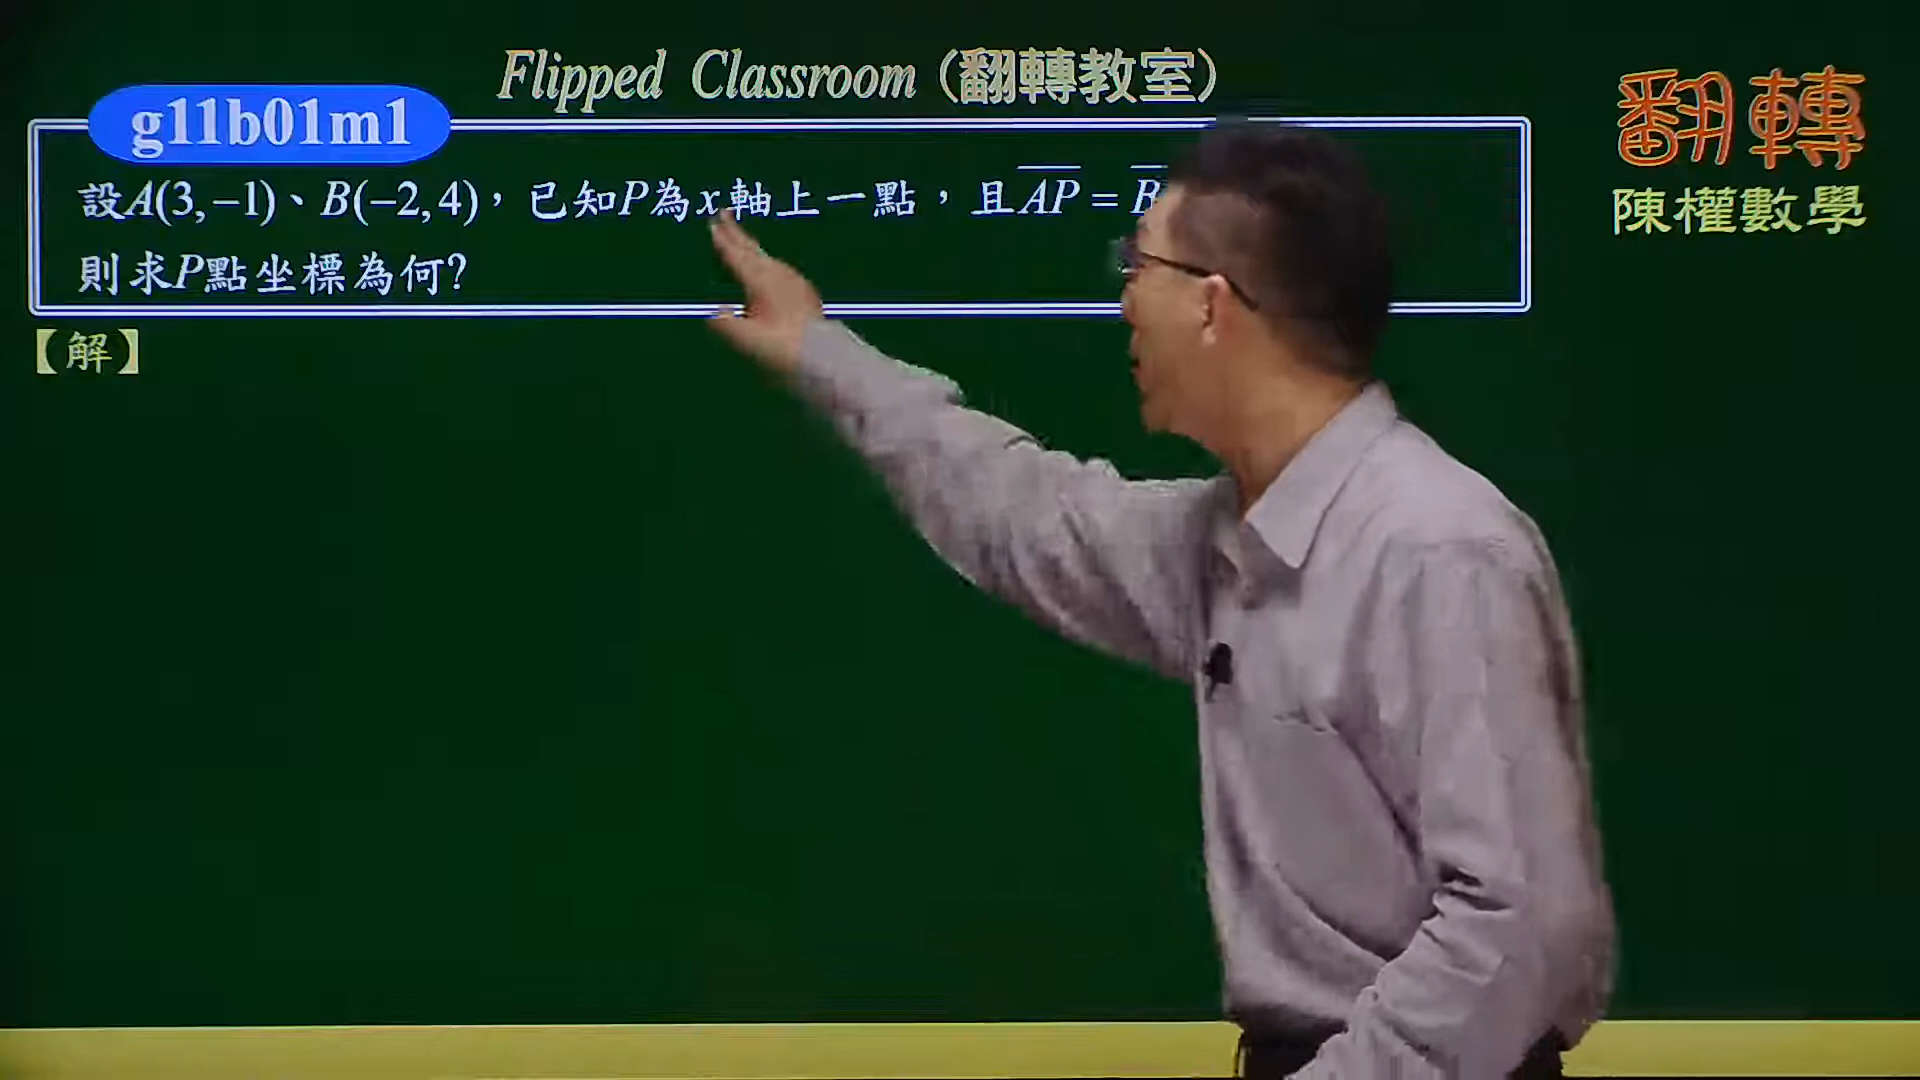 Flipped Classroom (翻轉教室)
翻轉
陳權數學
g11b01m1
設A(3,−1)、B(−2,4),已知P為x軸上一點,且AP = B
則求P點坐標為何?
【解】